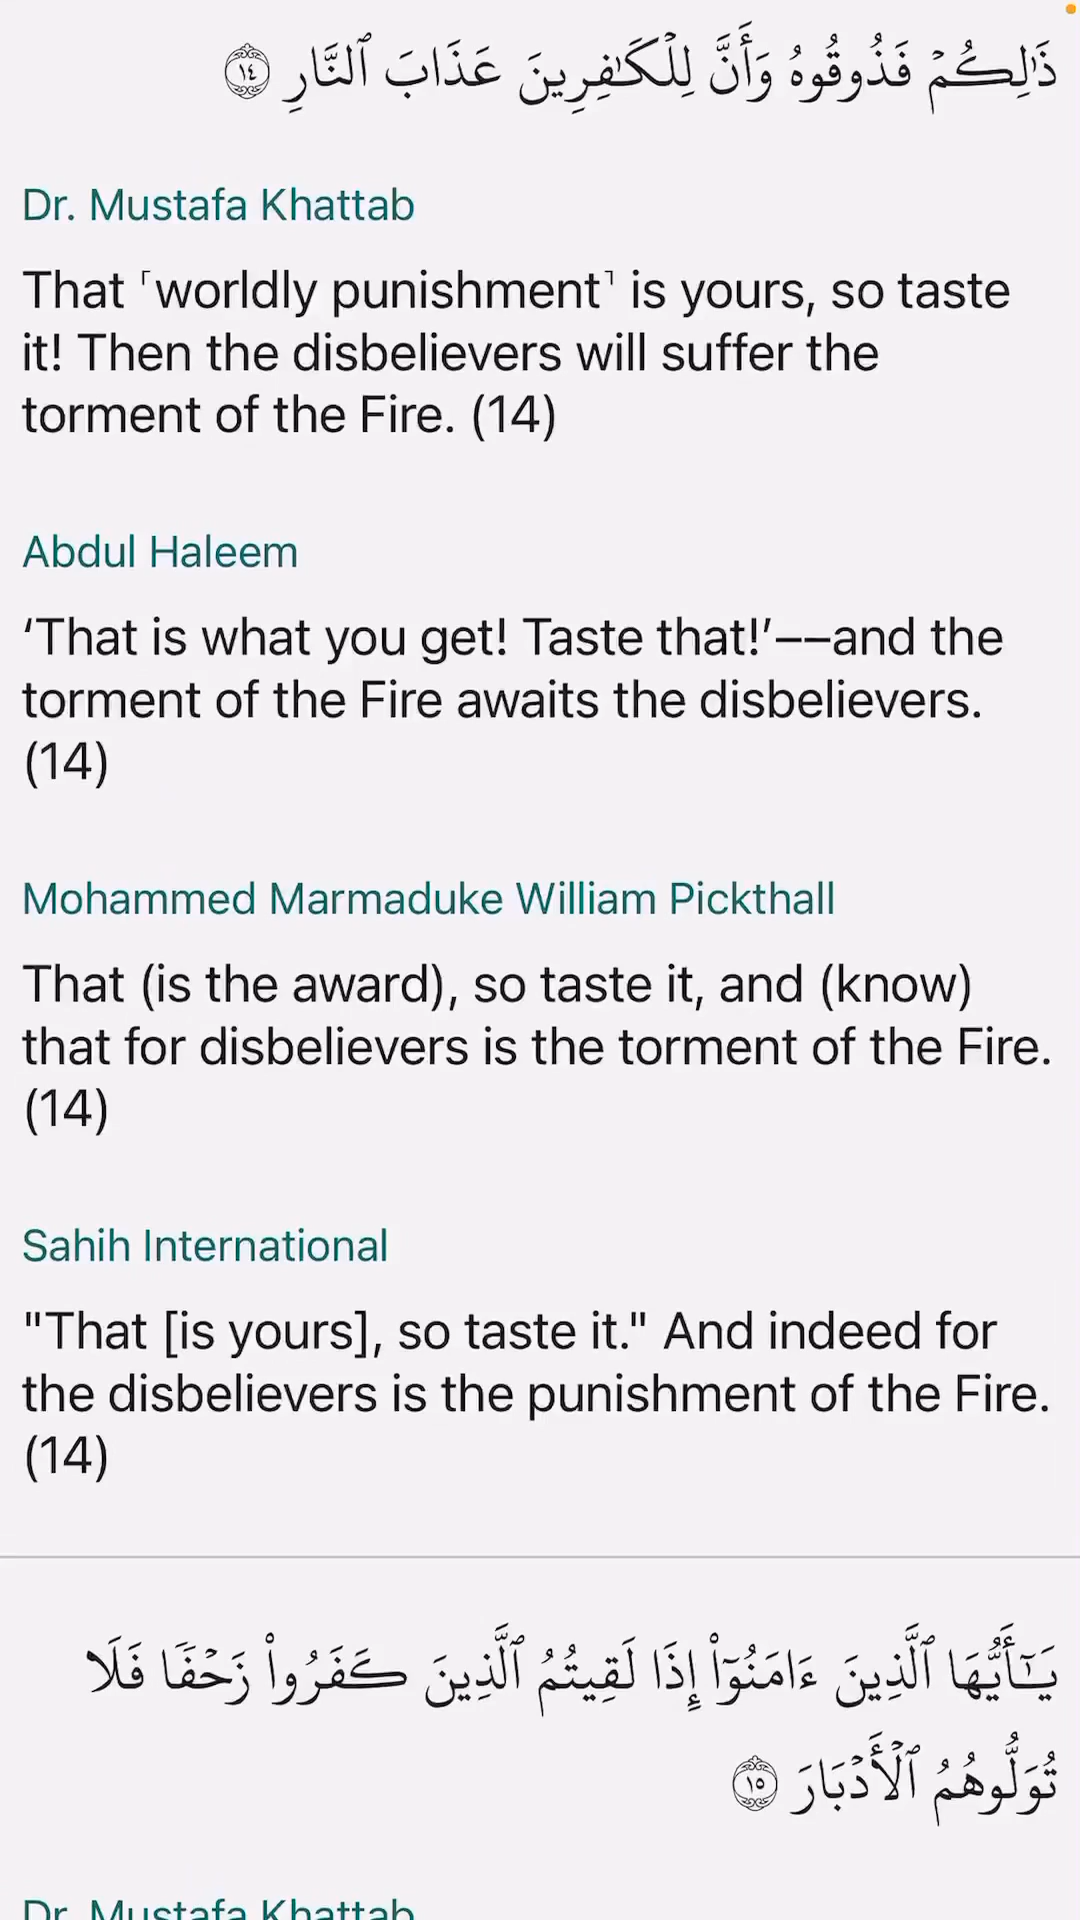 ذَٰلِكُمْ فَذُوقُوهُ وَأَنَّ لِلْكَـٰفِرِينَ عَذَابَ ٱلنَّارِ ١٤
Dr. Mustafa Khattab
That ˹worldly punishment˺ is yours, so taste
it! Then the disbelievers will suffer the
torment of the Fire. (14)
Abdul Haleem
‘That is what you get! Taste that!’––and the
torment of the Fire awaits the disbelievers.
(14)
Mohammed Marmaduke William Pickthall
That (is the award), so taste it, and (know)
that for disbelievers is the torment of the Fire.
(14)
Sahih International
"That [is yours], so taste it." And indeed for
the disbelievers is the punishment of the Fire.
(14)
يَـٰٓأَيُّهَا ٱلَّذِينَ ءَامَنُوٓا۟ إِذَا لَقِيتُمُ ٱلَّذِينَ كَفَرُوا۟ زَحْفًا فَلَا
تُوَلُّوهُمُ ٱلْأَدْبَارَ ١٥
Dr. Mustafa Khattab